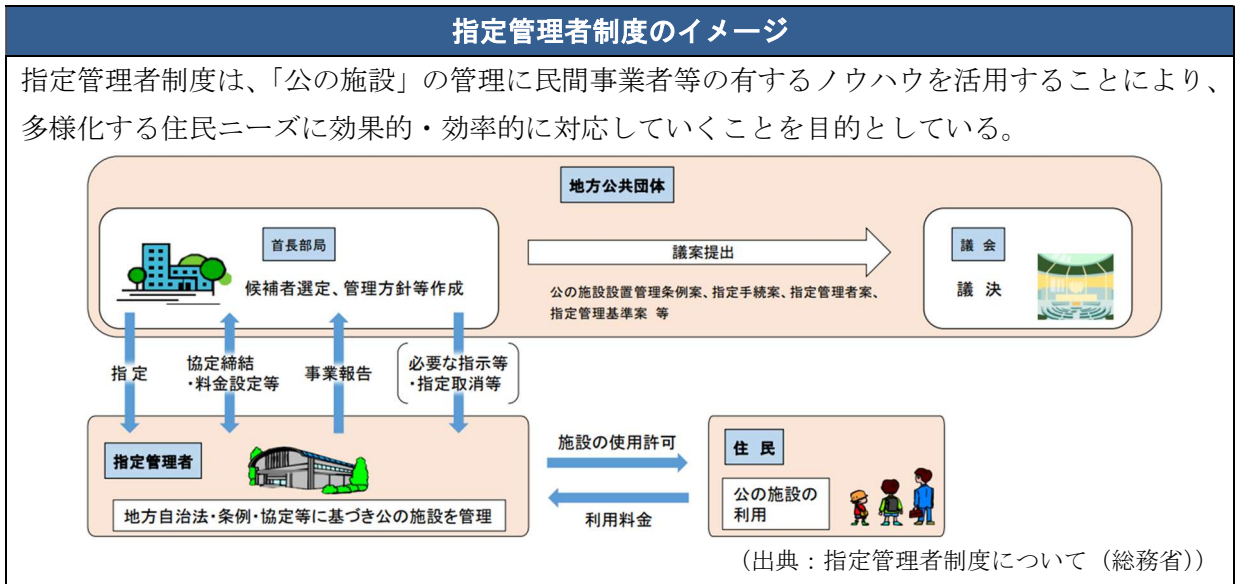 指定管理者制度のイメージ
指定管理者制度は、「公の施設」の管理に民間事業者等の有するノウハウを活用することにより、
多様化する住民ニーズに効果的・効率的に対応していくことを目的としている。
地方公共団体
首長部局
候補者選定、管理方針等作成
議案提出
公の施設設置管理条例案、指定手続案、指定管理者案、
指定管理基準案 等
議 会
議 決
指 定
協定締結
・料金設定等
事業報告
必要な指示等
・指定取消等
指定管理者
地方自治法・条例・協定等に基づき公の施設を管理
施設の使用許可
利用料金
住 民
公の施設の
利用
（出典：指定管理者制度について（総務省））